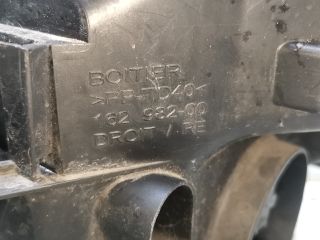 BOITIER
>PP-TD40<
162 982-00
DROIT / RE